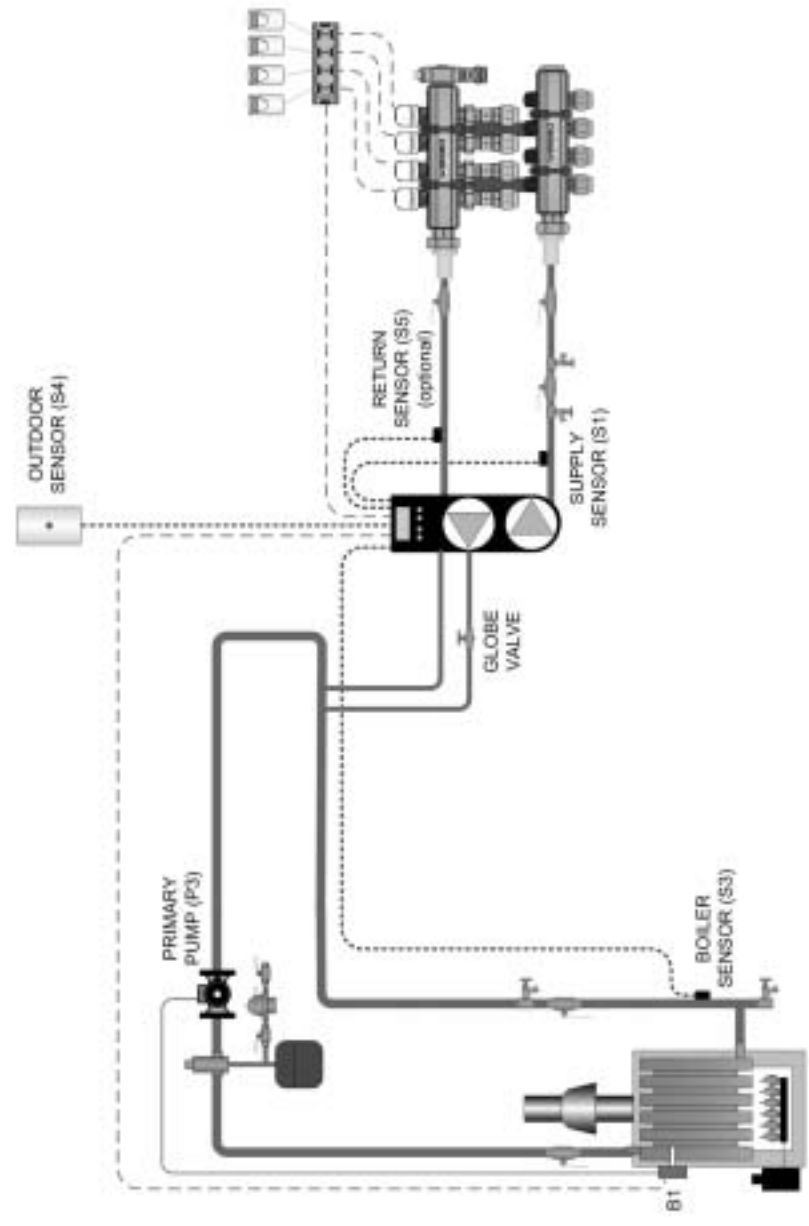 OUTDOOR
SENSOR (S4)
RETURN
SENSOR (S5)
(optional)
SUPPLY
SENSOR (S1)
GLOBE
VALVE
PRIMARY
PUMP (P3)
BOILER
SENSOR (S3)
B1